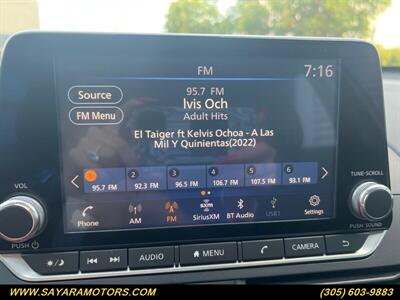 FM
7:16
Source
FM Menu
95.7 FM
lvis Och
Adult Hits
El Taiger ft Kelvis Ochoa - A Las
Mil Y Quinientas(2022)
2 3 4 5 6
95.7 FM 92.3 FM 96.5 FM 106.7 FM 107.5 FM 93.1 FM
Phone AM FM SiriusXM BT Audio USB1 Settings
VOL
TUNE·SCROLL
PUSH
PUSH SOUND
AUDIO MENU CAMERA
WWW.SAYARAMOTORS.COM
(305) 603-9883